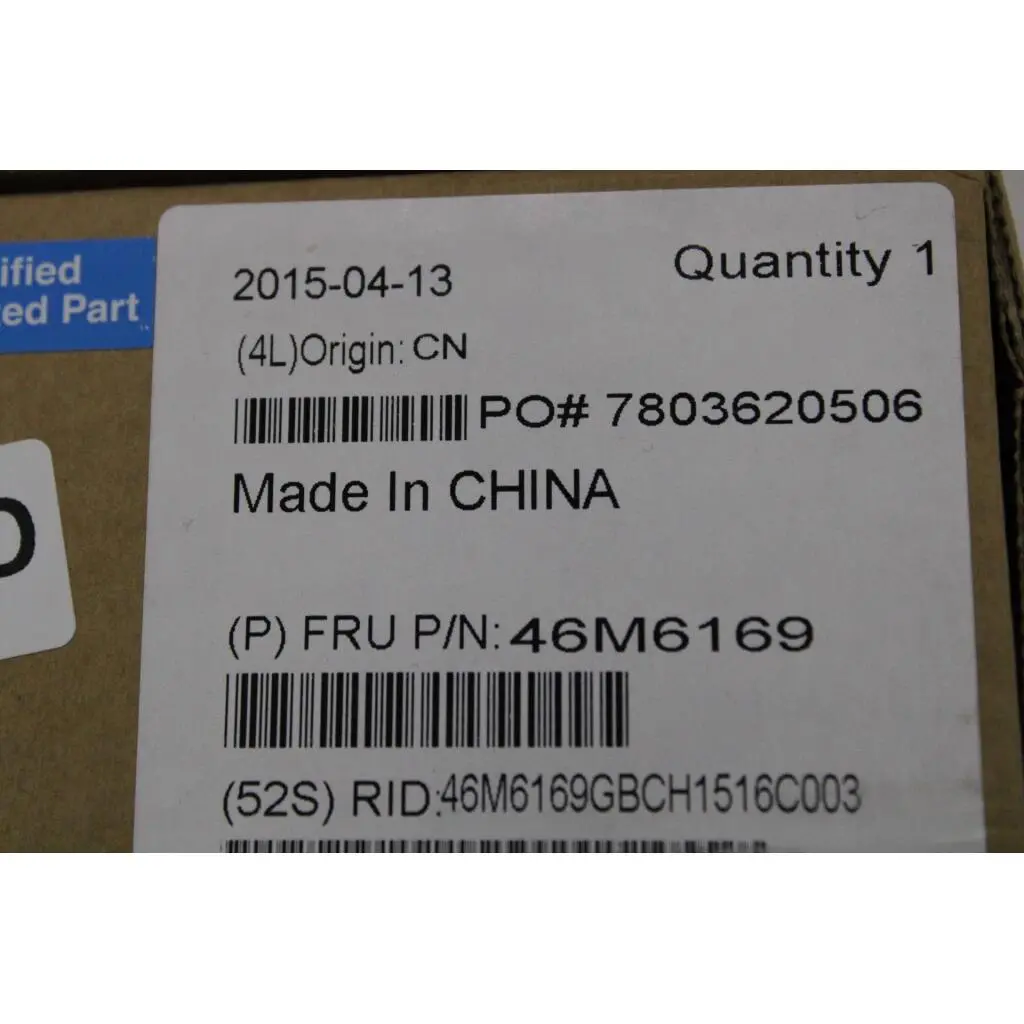 2015-04-13
Quantity 1
(4L)Origin: CN
PO# 7803620506
Made In CHINA
(P) FRU P/N: 46M6169
(52S) RID:46M6169GBCH1516C003
ified
ed Part